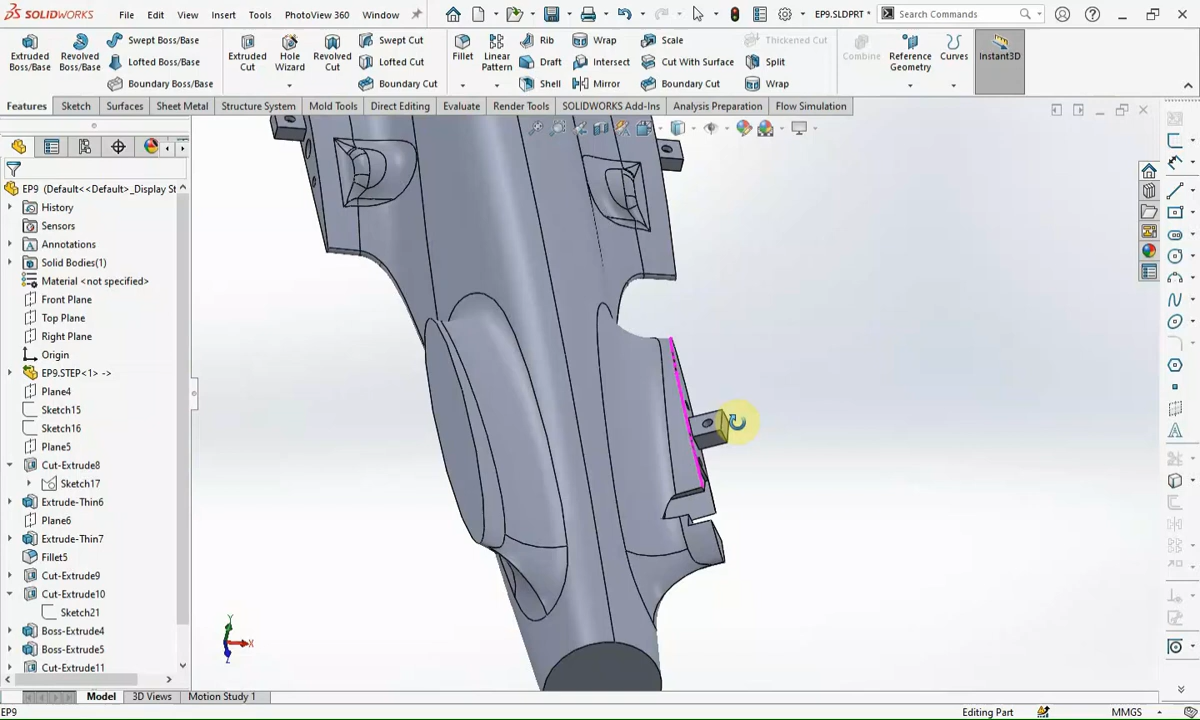 SOLIDWORKS File Edit View Insert Tools PhotoView 360 Window EP9.SLDPRT * Search Commands
Extruded Boss/Base
Revolved Boss/Base
Swept Boss/Base
Lofted Boss/Base
Boundary Boss/Base
Extruded Cut
Hole Wizard
Revolved Cut
Swept Cut
Lofted Cut
Boundary Cut
Fillet
Linear Pattern
Rib
Draft
Shell
Wrap
Intersect
Mirror
Scale
Cut With Surface
Boundary Cut
Thickened Cut
Split
Wrap
Combine
Reference Geometry
Curves
Instant3D
Features Sketch Surfaces Sheet Metal Structure System Mold Tools Direct Editing Evaluate Render Tools SOLIDWORKS Add-Ins Analysis Preparation Flow Simulation
EP9 (Default<<Default>_Display St
History
Sensors
Annotations
Solid Bodies(1)
Material <not specified>
Front Plane
Top Plane
Right Plane
Origin
EP9.STEP<1> ->
Plane4
Sketch15
Sketch16
Plane5
Cut-Extrude8
Sketch17
Extrude-Thin6
Plane6
Extrude-Thin7
Fillet5
Cut-Extrude9
Cut-Extrude10
Sketch21
Boss-Extrude4
Boss-Extrude5
Cut-Extrude11
Y
X
Z
Model 3D Views Motion Study 1
EP9 Editing Part MMGS